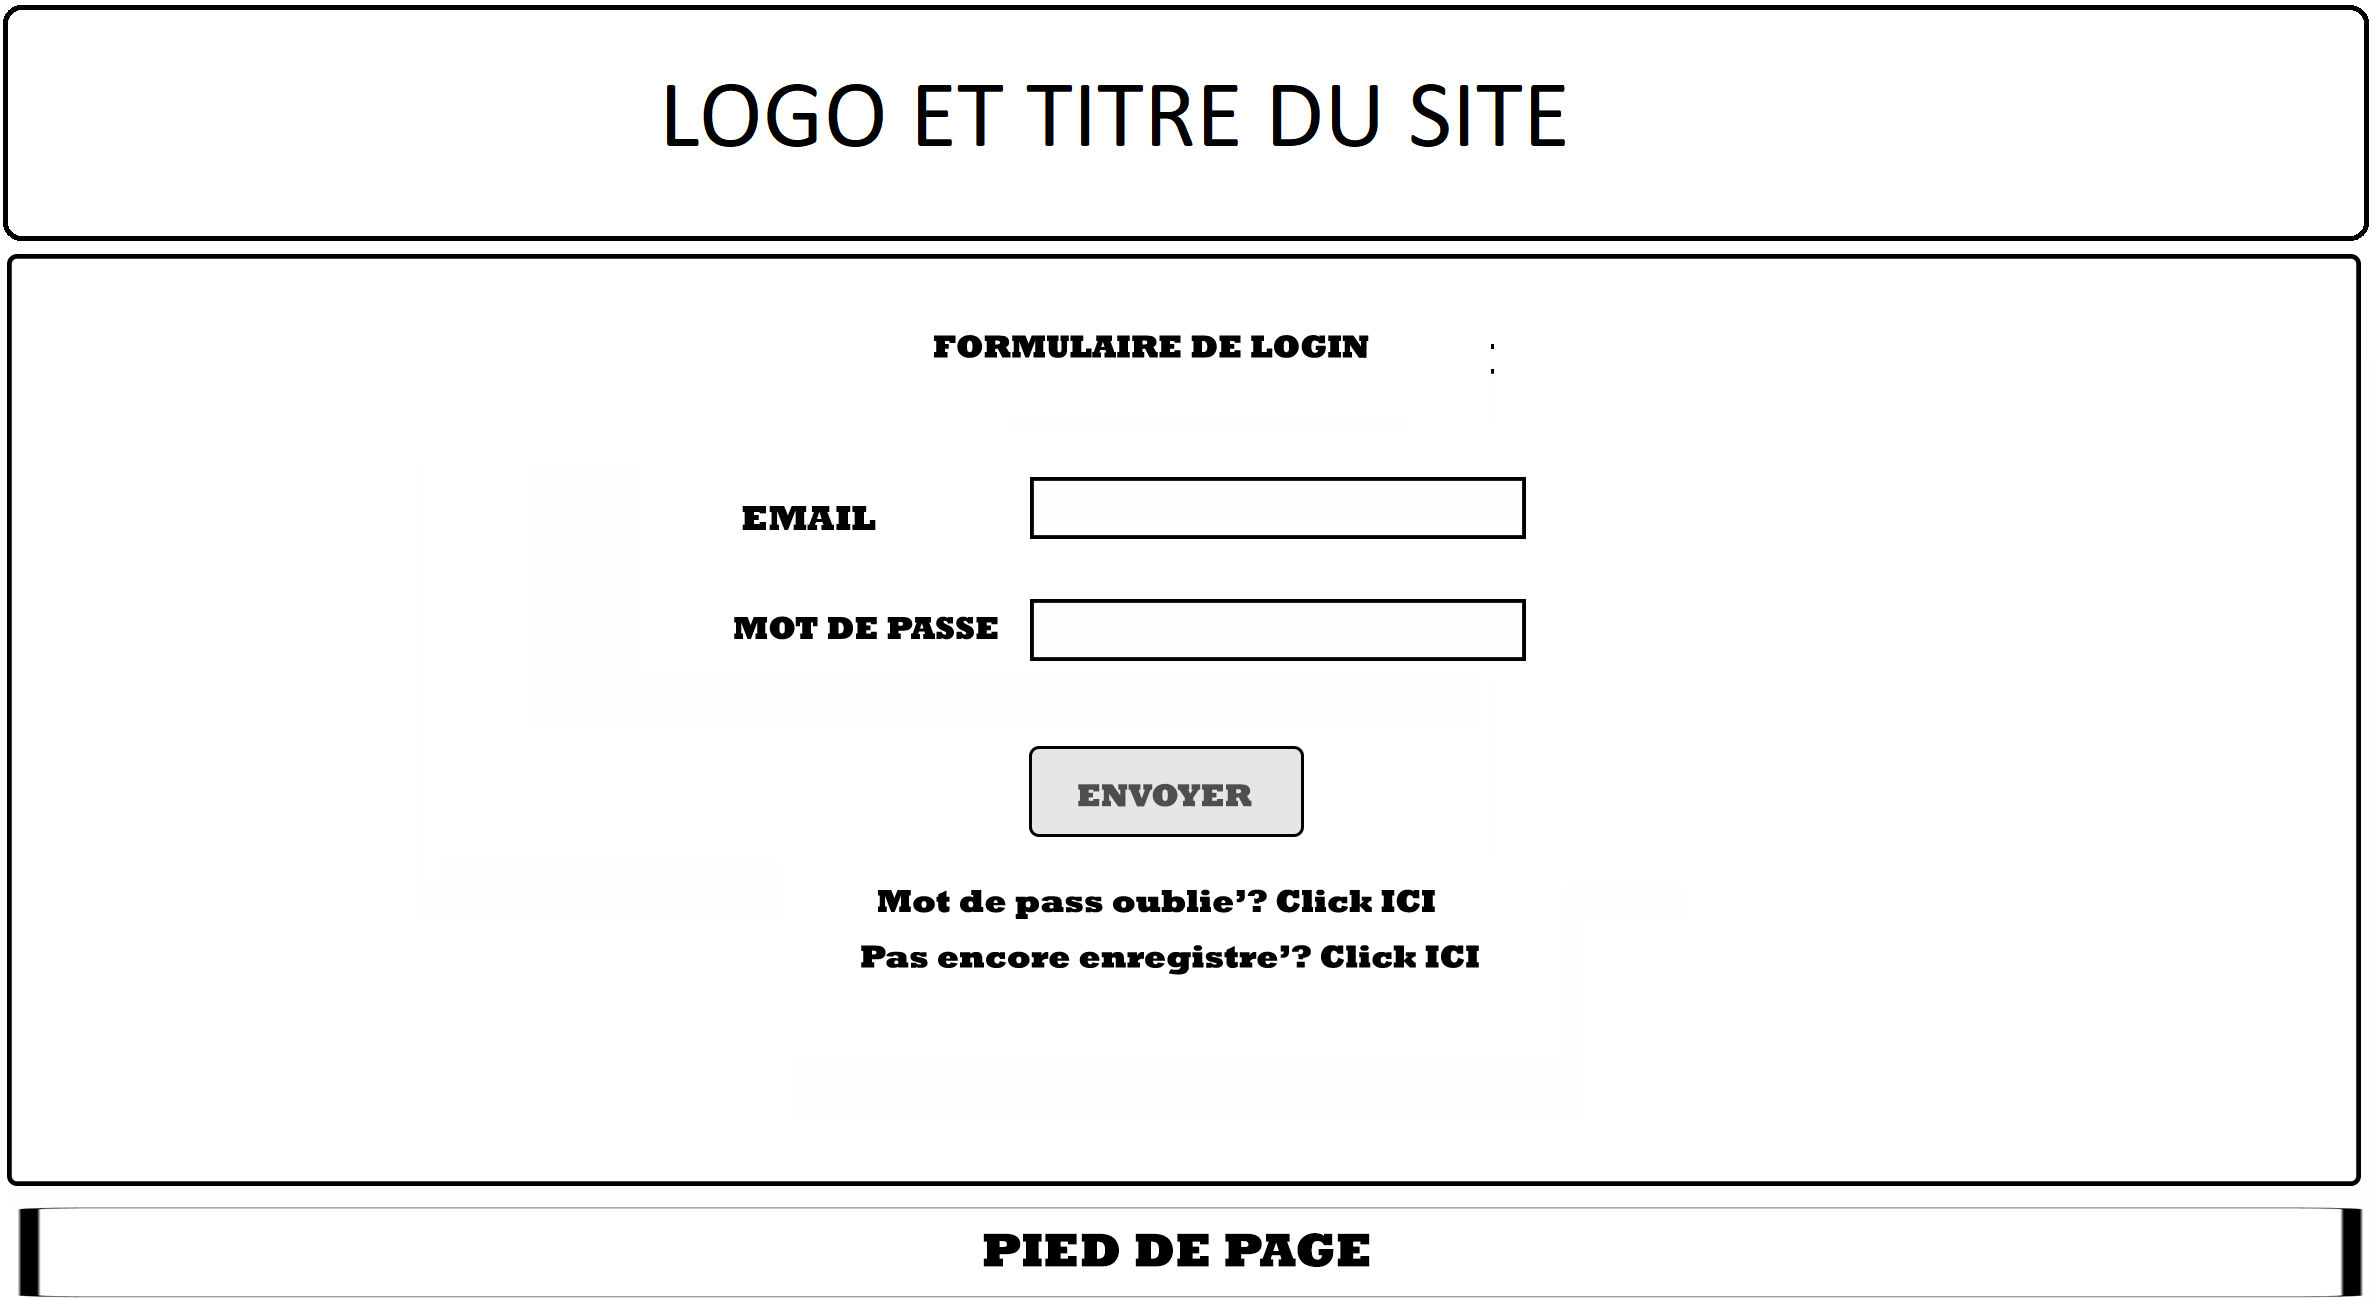 LOGO ET TITRE DU SITE
FORMULAIRE DE LOGIN :
EMAIL
MOT DE PASSE
ENVOYER
Mot de pass oublie’? Click ICI
Pas encore enregistre’? Click ICI
PIED DE PAGE